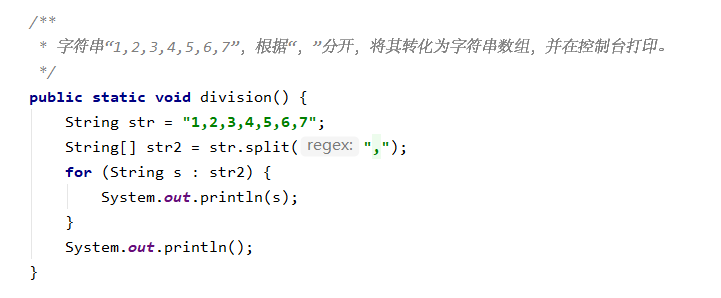 /**
 * 字符串“1,2,3,4,5,6,7”, 根据“, ”分开, 将其转化为字符串数组, 并在控制台打印。
 */
public static void division() {
    String str = "1,2,3,4,5,6,7";
    String[] str2 = str.split( regex: ",");
    for (String s : str2) {
        System.out.println(s);
    }
    System.out.println();
}